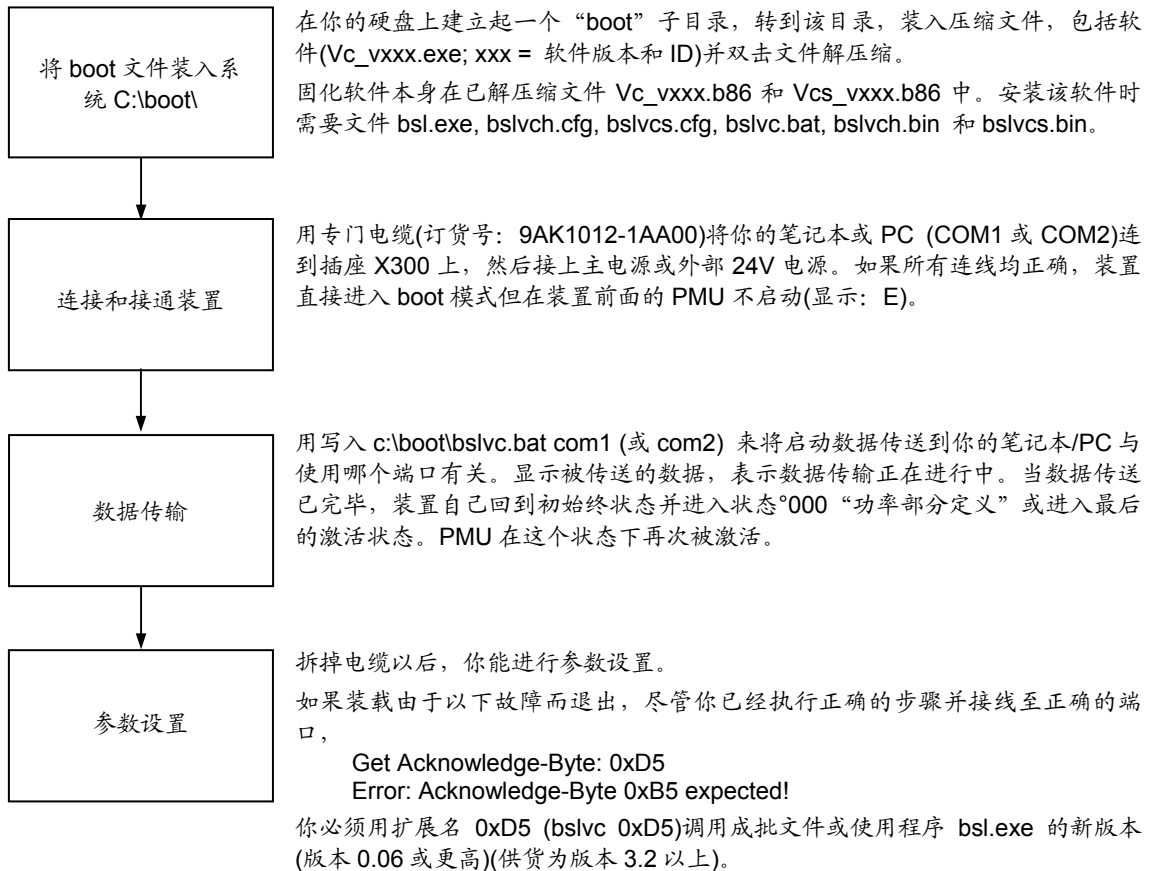 将 boot 文件装入系
统 C:\boot\
在你的硬盘上建立起一个“boot”子目录，转到该目录，装入压缩文件，包括软
件(Vc_vxxx.exe; xxx = 软件版本和 ID)并双击文件解压缩。
固化软件本身在已解压缩文件 Vc_vxxx.b86 和 Vcs_vxxx.b86 中。安装该软件时
需要文件 bsl.exe, bslvch.cfg, bslvcs.cfg, bslvc.bat, bslvch.bin 和 bslvcs.bin。
连接和接通装置
用专门电缆(订货号：9AK1012-1AA00)将你的笔记本或 PC (COM1 或 COM2)连
到插座 X300 上，然后接上主电源或外部 24V 电源。如果所有连线均正确，装置
直接进入 boot 模式但在装置前面的 PMU 不启动(显示：E)。
数据传输
用写入 c:\boot\bslvc.bat com1 (或 com2) 来将启动数据传送到你的笔记本/PC 与
使用哪个端口有关。显示被传送的数据，表示数据传输正在进行中。当数据传送
已完毕，装置自己回到初始终状态并进入状态°000“功率部分定义”或进入最后
的激活状态。PMU 在这个状态下再次被激活。
参数设置
拆掉电缆以后，你能进行参数设置。
如果装载由于以下故障而退出，尽管你已经执行正确的步骤并接线至正确的端
口，
Get Acknowledge-Byte: 0xD5
Error: Acknowledge-Byte 0xB5 expected!
你必须用扩展名 0xD5 (bslvc 0xD5)调用成批文件或使用程序 bsl.exe 的新版本
(版本 0.06 或更高)(供货为版本 3.2 以上)。